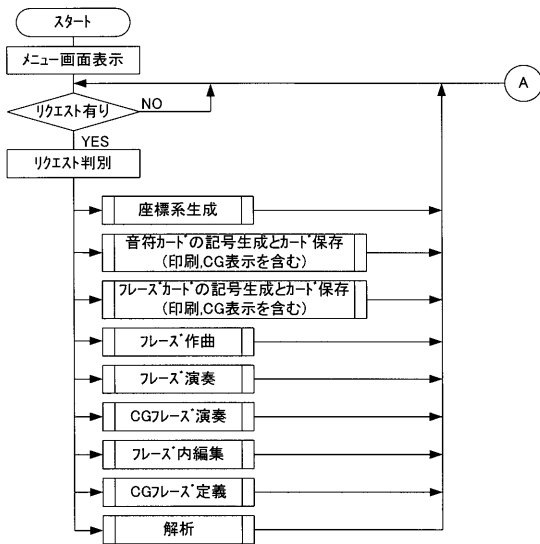 スタート
メニュー画面表示
A
リクエスト有り
NO
YES
リクエスト判別
座標系生成
音符カードの記号生成とカード保存
(印刷,CG表示を含む)
フレーズカードの記号生成とカード保存
(印刷,CG表示を含む)
フレーズ作曲
フレーズ演奏
CGフレーズ演奏
フレーズ内編集
CGフレーズ定義
解析